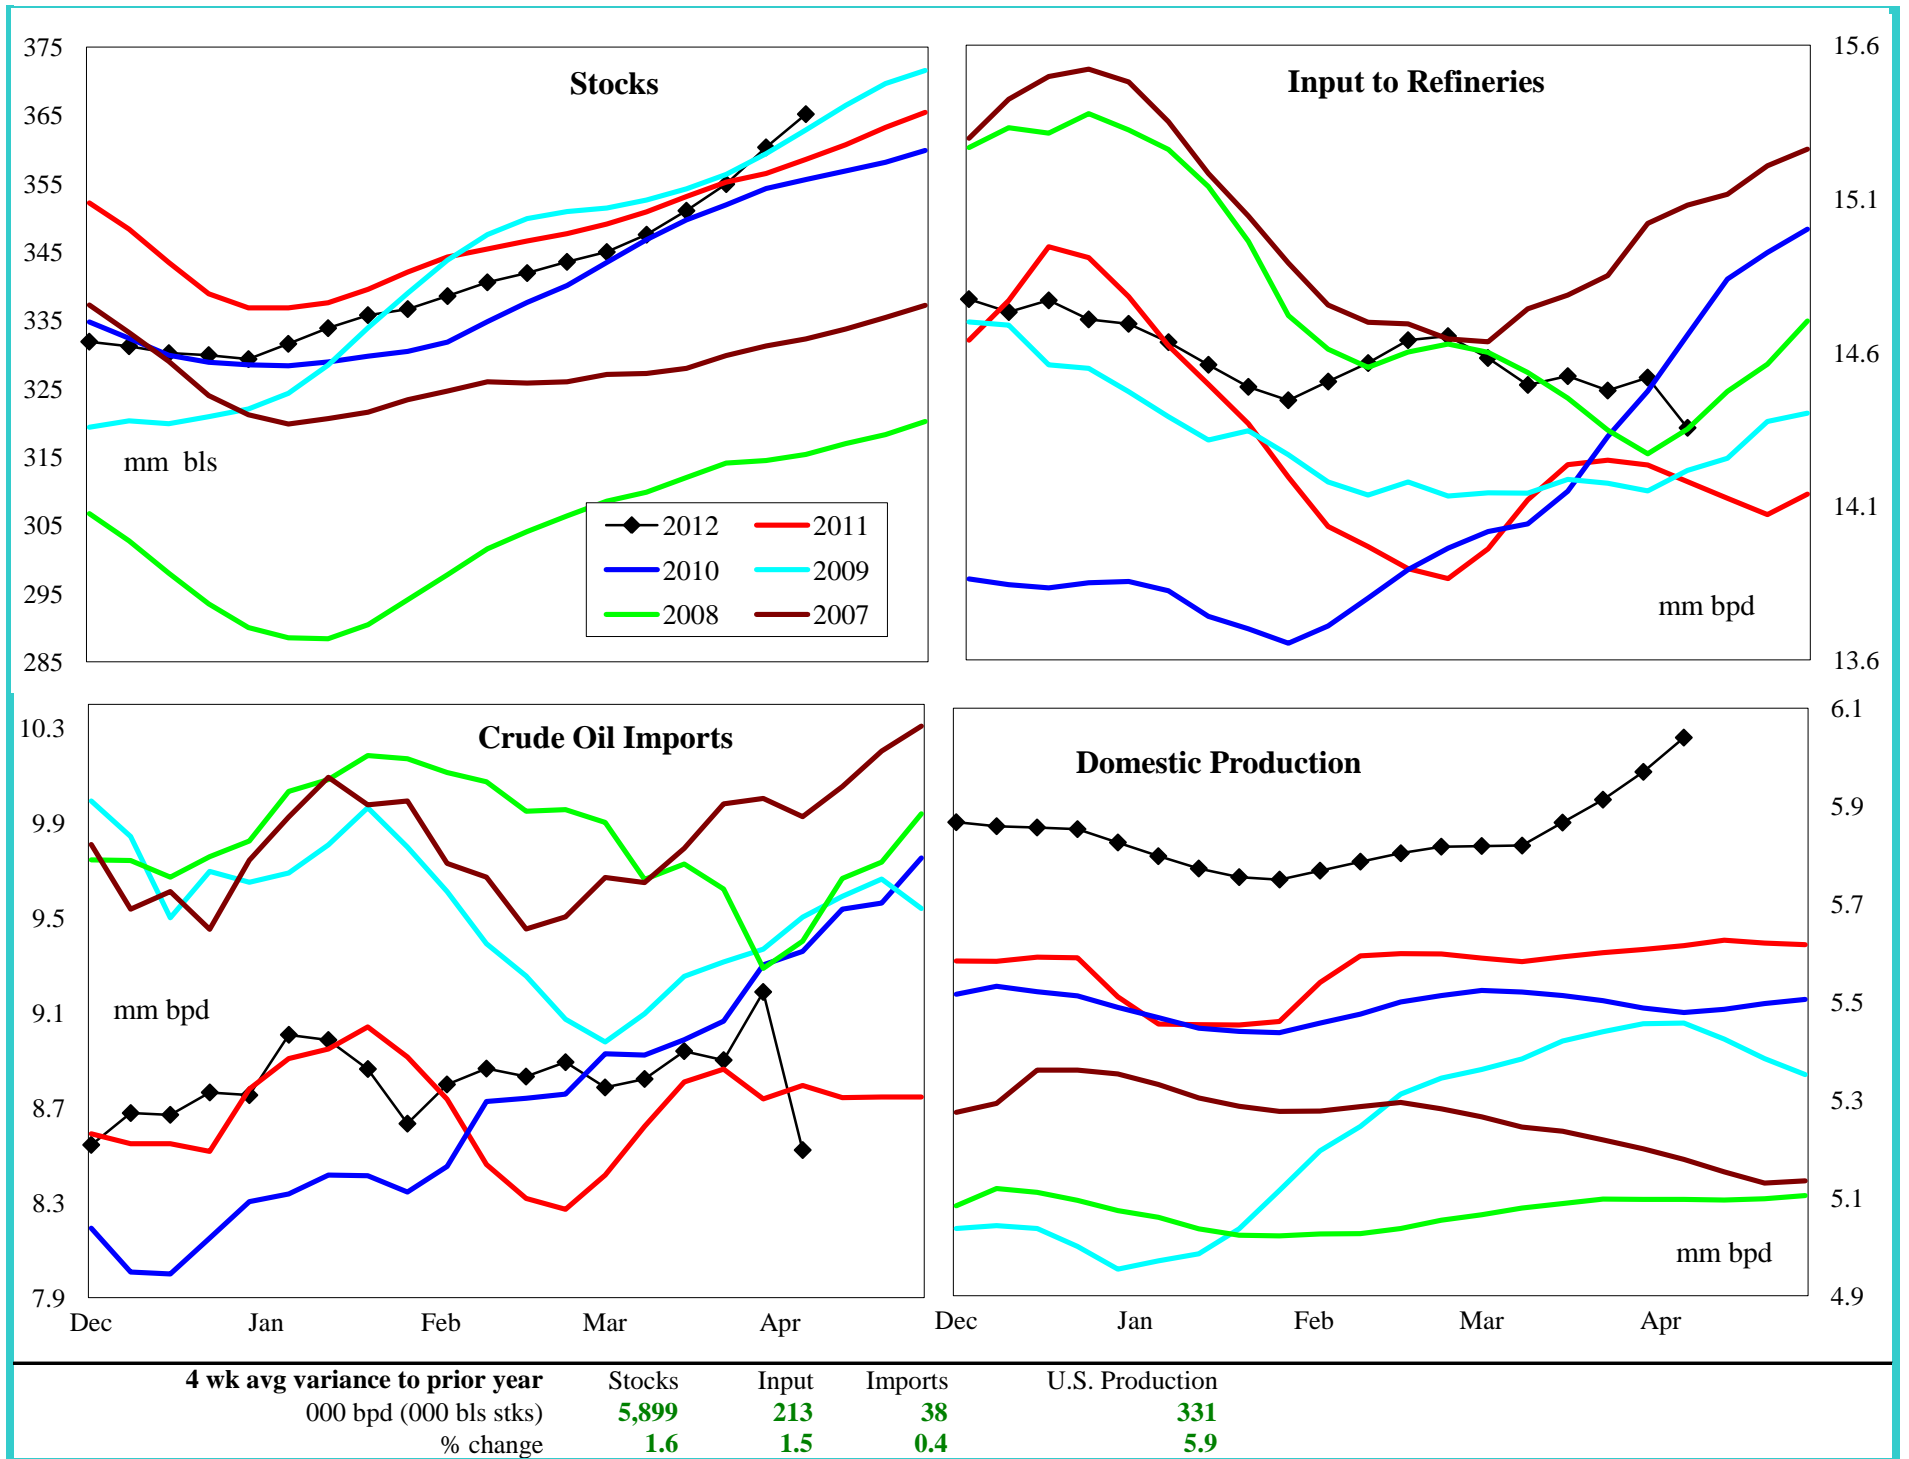 Stocks
375
365
355
345
335
325
315
305
295
285
mm bls
2012 2011
2010 2009
2008 2007
Input to Refineries
15.6
15.1
14.6
14.1
13.6
mm bpd
Crude Oil Imports
10.3
9.9
9.5
9.1
8.7
8.3
7.9
mm bpd
Dec Jan Feb Mar Apr
Domestic Production
6.1
5.9
5.7
5.5
5.3
5.1
4.9
mm bpd
Dec Jan Feb Mar Apr
4 wk avg variance to prior year Stocks Input Imports U.S. Production
000 bpd (000 bls stks) 5,899 213 38 331
% change 1.6 1.5 0.4 5.9